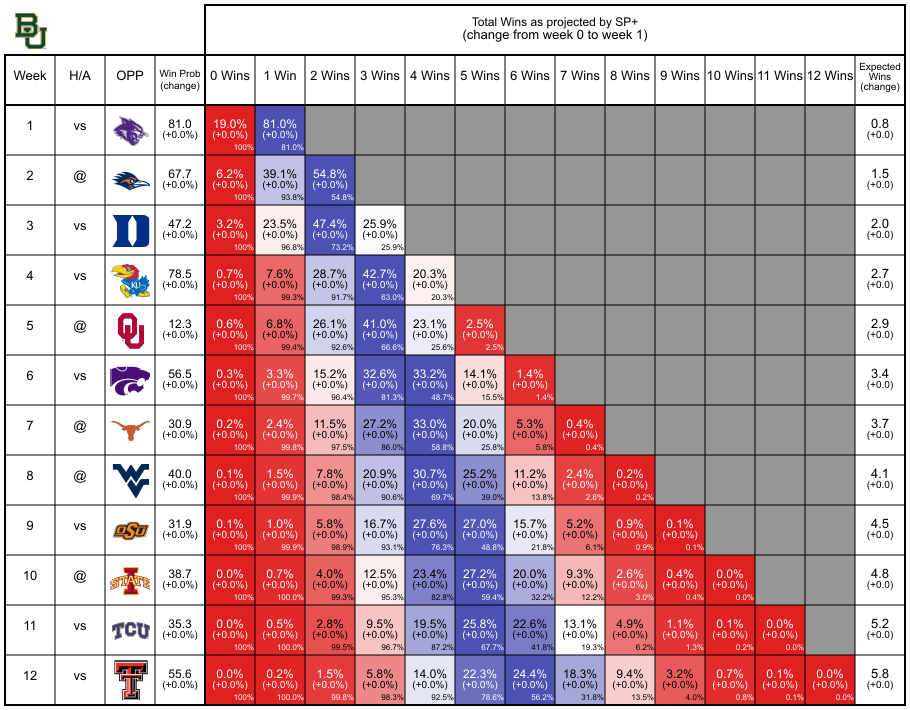 BU
Total Wins as projected by SP+
(change from week 0 to week 1)
Week H/A OPP Win Prob (change) 0 Wins 1 Win 2 Wins 3 Wins 4 Wins 5 Wins 6 Wins 7 Wins 8 Wins 9 Wins 10 Wins 11 Wins 12 Wins Expected Wins (change)
1 vs 81.0 19.0% 81.0% 0.8
(+0.0%) (+0.0%) (+0.0%) (+0.0)
100% 81.0%
2 @ 67.7 6.2% 39.1% 54.8% 1.5
(+0.0%) (+0.0%) (+0.0%) (+0.0%) (+0.0)
100% 93.8% 54.8%
3 vs D 47.2 3.2% 23.5% 47.4% 25.9% 2.0
(+0.0%) (+0.0%) (+0.0%) (+0.0%) (+0.0%) (+0.0)
100% 96.8% 73.2% 25.9%
4 vs KU 78.5 0.7% 7.6% 28.7% 42.7% 20.3% 2.7
(+0.0%) (+0.0%) (+0.0%) (+0.0%) (+0.0%) (+0.0%) (+0.0)
100% 99.3% 91.7% 63.0% 20.3%
5 @ OU 12.3 0.6% 6.8% 26.1% 41.0% 23.1% 2.5% 2.9
(+0.0%) (+0.0%) (+0.0%) (+0.0%) (+0.0%) (+0.0%) (+0.0%) (+0.0)
100% 99.4% 92.6% 66.6% 25.6% 2.5%
6 vs 56.5 0.3% 3.3% 15.2% 32.6% 33.2% 14.1% 1.4% 3.4
(+0.0%) (+0.0%) (+0.0%) (+0.0%) (+0.0%) (+0.0%) (+0.0%) (+0.0%) (+0.0)
100% 99.7% 96.4% 81.3% 48.7% 15.5% 1.4%
7 @ 30.9 0.2% 2.4% 11.5% 27.2% 33.0% 20.0% 5.3% 0.4% 3.7
(+0.0%) (+0.0%) (+0.0%) (+0.0%) (+0.0%) (+0.0%) (+0.0%) (+0.0%) (+0.0%) (+0.0)
100% 99.8% 97.5% 86.0% 58.8% 25.8% 5.8% 0.4%
8 @ WV 40.0 0.1% 1.5% 7.8% 20.9% 30.7% 25.2% 11.2% 2.4% 0.2% 4.1
(+0.0%) (+0.0%) (+0.0%) (+0.0%) (+0.0%) (+0.0%) (+0.0%) (+0.0%) (+0.0%) (+0.0%) (+0.0)
100% 99.9% 98.4% 90.6% 69.7% 39.0% 13.8% 2.6% 0.2%
9 vs OSU 31.9 0.1% 1.0% 5.8% 16.7% 27.6% 27.0% 15.7% 5.2% 0.9% 0.1% 4.5
(+0.0%) (+0.0%) (+0.0%) (+0.0%) (+0.0%) (+0.0%) (+0.0%) (+0.0%) (+0.0%) (+0.0%) (+0.0%) (+0.0)
100% 99.9% 98.9% 93.1% 76.3% 48.8% 21.8% 6.1% 0.9% 0.1%
10 @ I STATE 38.7 0.0% 0.7% 4.0% 12.5% 23.4% 27.2% 20.0% 9.3% 2.6% 0.4% 0.0% 4.8
(+0.0%) (+0.0%) (+0.0%) (+0.0%) (+0.0%) (+0.0%) (+0.0%) (+0.0%) (+0.0%) (+0.0%) (+0.0%) (+0.0%) (+0.0)
100% 100.0% 99.3% 95.3% 82.8% 59.4% 32.2% 12.2% 3.0% 0.4% 0.0%
11 vs TCU 35.3 0.0% 0.5% 2.8% 9.5% 19.5% 25.8% 22.6% 13.1% 4.9% 1.1% 0.1% 0.0% 5.2
(+0.0%) (+0.0%) (+0.0%) (+0.0%) (+0.0%) (+0.0%) (+0.0%) (+0.0%) (+0.0%) (+0.0%) (+0.0%) (+0.0%) (+0.0%) (+0.0)
100% 100.0% 99.5% 96.7% 87.2% 67.7% 41.8% 19.3% 6.2% 1.3% 0.2% 0.0%
12 vs T 55.6 0.0% 0.2% 1.5% 5.8% 14.0% 22.3% 24.4% 18.3% 9.4% 3.2% 0.7% 0.1% 0.0% 5.8
(+0.0%) (+0.0%) (+0.0%) (+0.0%) (+0.0%) (+0.0%) (+0.0%) (+0.0%) (+0.0%) (+0.0%) (+0.0%) (+0.0%) (+0.0%) (+0.0%) (+0.0)
100% 100.0% 99.8% 98.3% 92.5% 78.6% 56.2% 31.8% 13.5% 4.0% 0.8% 0.1% 0.0%